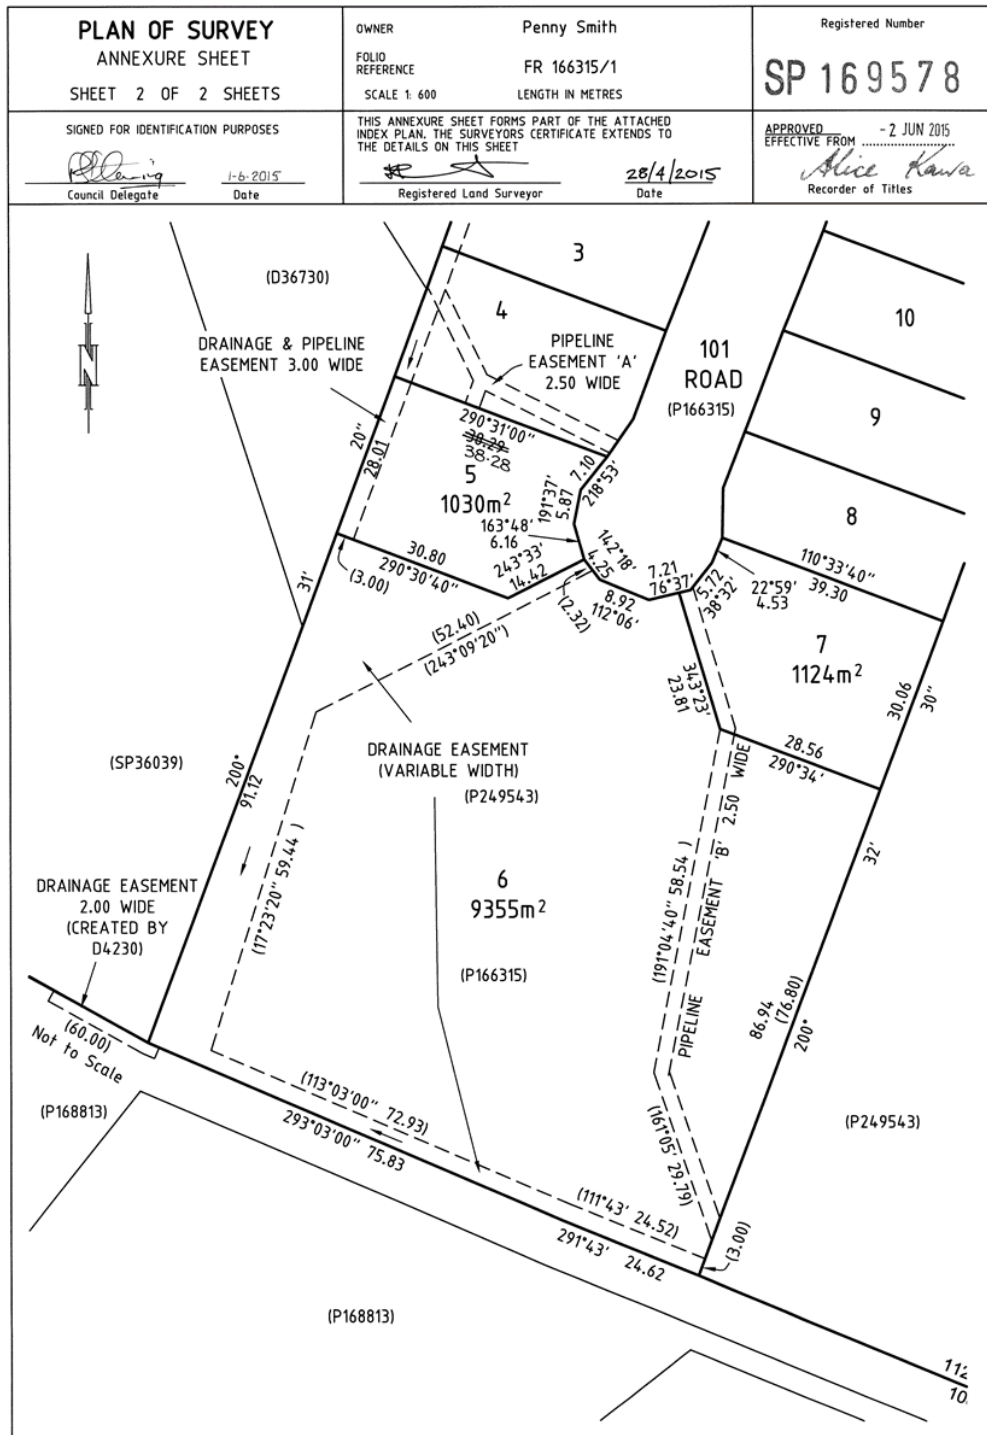 PLAN OF SURVEY
ANNEXURE SHEET
SHEET 2 OF 2 SHEETS
OWNER Penny Smith
FOLIO
REFERENCE FR 166315/1
SCALE 1: 600 LENGTH IN METRES
Registered Number
SP 169578
SIGNED FOR IDENTIFICATION PURPOSES
1-6-2015
Council Delegate Date
THIS ANNEXURE SHEET FORMS PART OF THE ATTACHED
INDEX PLAN. THE SURVEYORS CERTIFICATE EXTENDS TO
THE DETAILS ON THIS SHEET
28/4/2015
Registered Land Surveyor Date
APPROVED
EFFECTIVE FROM - 2 JUN 2015
Alice Kawa
Recorder of Titles
3
(D36730)
4
10
DRAINAGE & PIPELINE
EASEMENT 3.00 WIDE
PIPELINE
EASEMENT 'A'
2.50 WIDE
101
ROAD
(P166315)
N
9
290°31'00"
38.29
38.28
20"
28.01
5
1030m²
7.10
218°53'
191°37'
5.87
8
163°48'
6.16
142°18'
4.25
30.80
290°30'40"
243°33'
14.42
(3.00)
7.21
76°37'
5.72
38°32'
22°59'
4.53
110°33'40"
39.30
8.92
112°06'
(2.32)
31'
(52.40)
(243°09'20")
7
1124m²
343°23'
23.81
30.06
30"
28.56
290°34'
DRAINAGE EASEMENT
(VARIABLE WIDTH)
(P249543)
(SP36039)
200°
91.12
PIPELINE EASEMENT 'B' 2.50 WIDE
32'
(17°23'20" 59.44 )
6
9355m²
(191°04'40" 58.54 )
DRAINAGE EASEMENT
2.00 WIDE
(CREATED BY
D4230)
(P166315)
86.94
(76.80)
200°
(60.00)
Not to Scale
(P168813)
(113°03'00" 72.93)
293°03'00" 75.83
(161°05' 29.79)
(P249543)
(111°43' 24.52)
291°43' 24.62
(3.00)
(P168813)
112
10